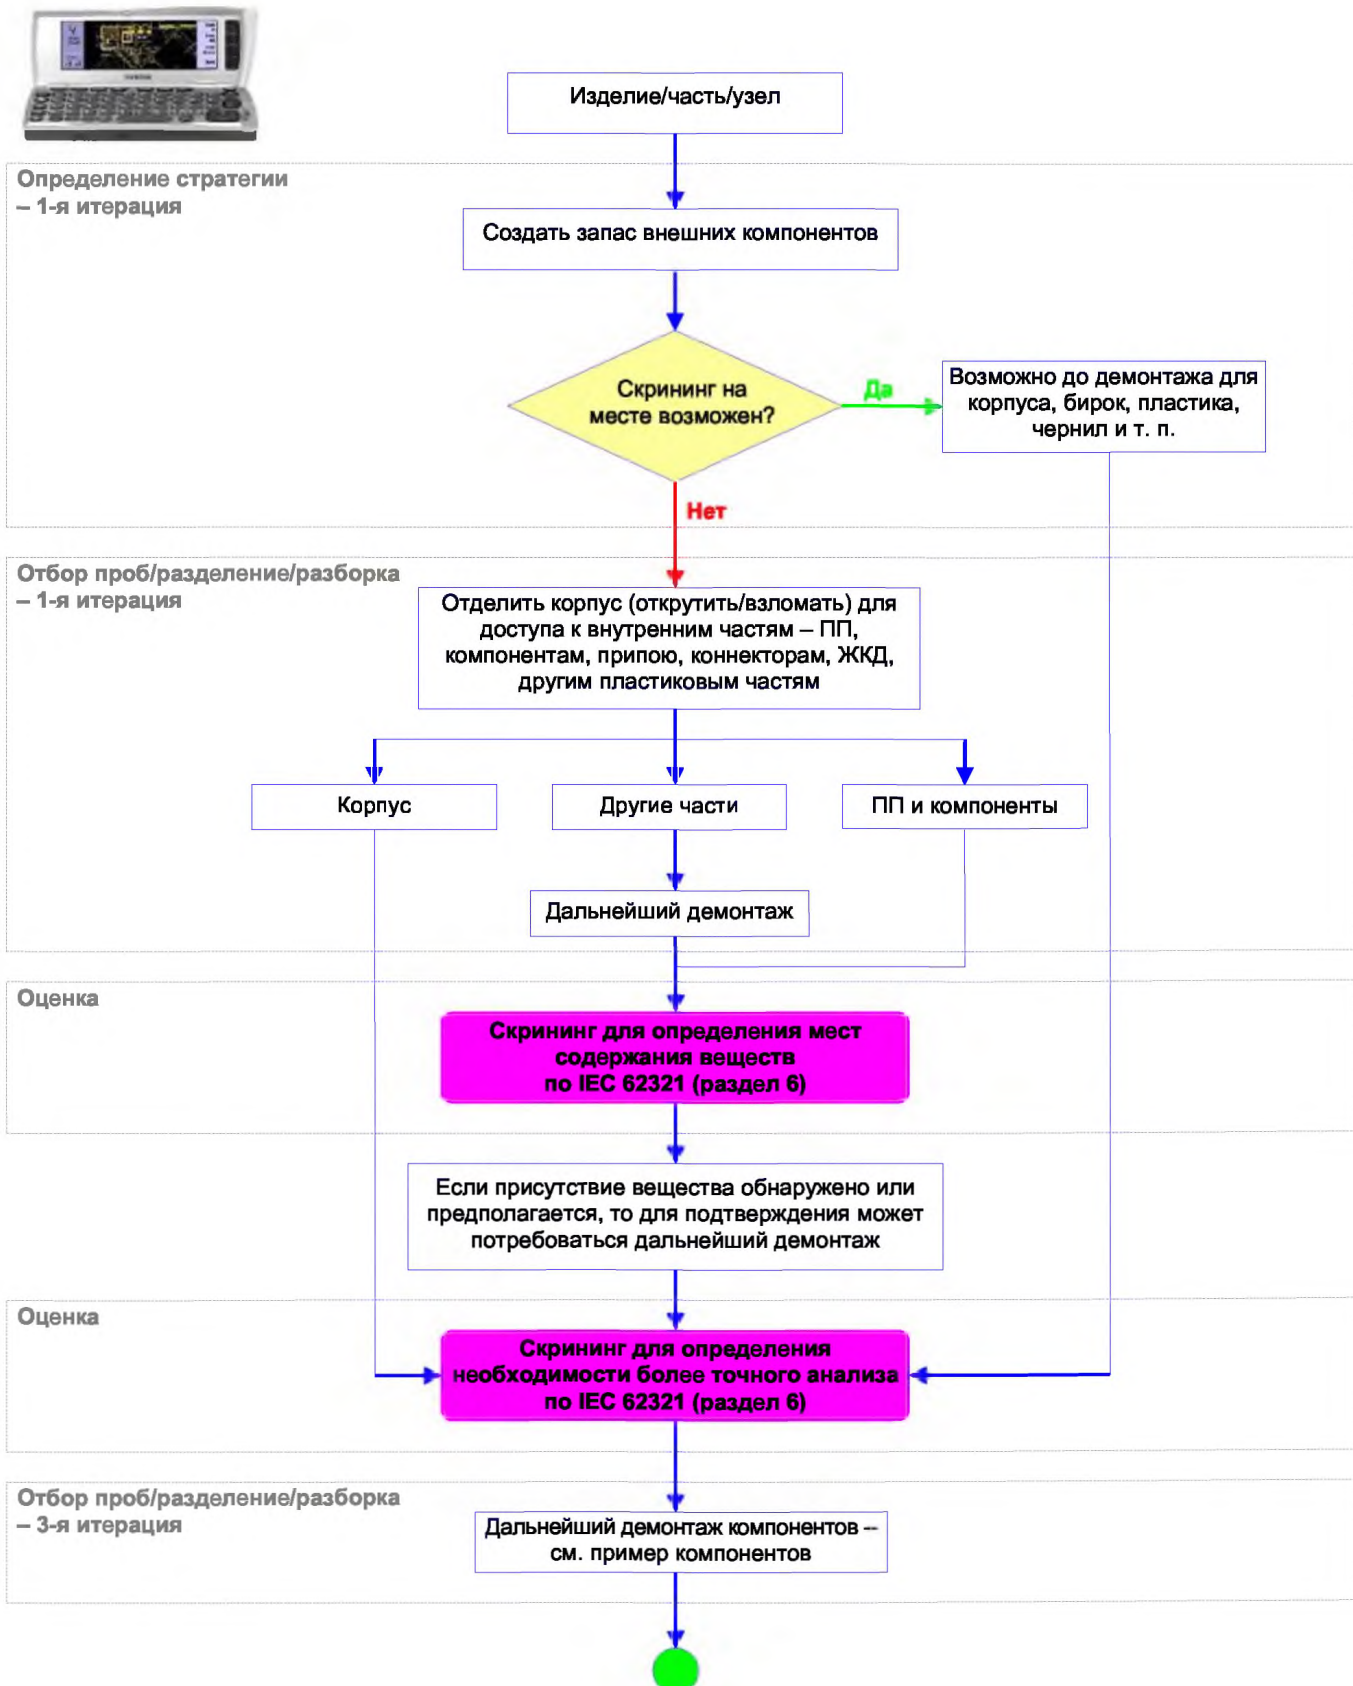 Изделие/часть/узел
Определение стратегии
– 1-я итерация
Создать запас внешних компонентов
Скрининг на
месте возможен?
Да
Возможно до демонтажа для
корпуса, бирок, пластика,
чернил и т. п.
Нет
Отбор проб/разделение/разборка
– 1-я итерация
Отделить корпус (открутить/взломать) для
доступа к внутренним частям – ПП,
компонентам, припою, коннекторам, ЖКД,
другим пластиковым частям
Корпус
Другие части
ПП и компоненты
Дальнейший демонтаж
Оценка
Скрининг для определения мест
содержания веществ
по IEC 62321 (раздел 6)
Если присутствие вещества обнаружено или
предполагается, то для подтверждения может
потребоваться дальнейший демонтаж
Оценка
Скрининг для определения
необходимости более точного анализа
по IEC 62321 (раздел 6)
Отбор проб/разделение/разборка
– 3-я итерация
Дальнейший демонтаж компонентов –
см. пример компонентов